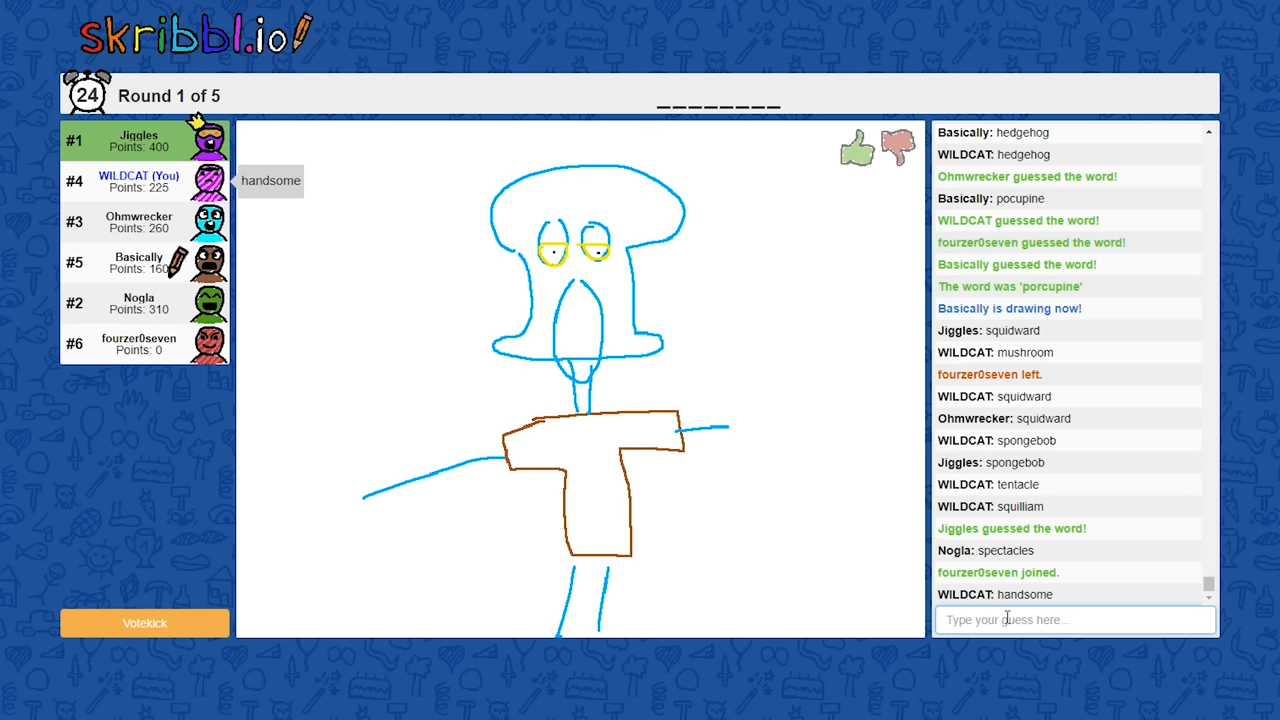 skribbl.io
24
Round 1 of 5
________
#1
Jiggles
Points: 400
#4
WILDCAT (You)
Points: 225
handsome
#3
Ohmwrecker
Points: 260
#5
Basically
Points: 160
#2
Nogla
Points: 310
#6
fourzer0seven
Points: 0
Votekick
Basically: hedgehog
WILDCAT: hedgehog
Ohmwrecker guessed the word!
Basically: pocupine
WILDCAT guessed the word!
fourzer0seven guessed the word!
Basically guessed the word!
The word was 'porcupine'
Basically is drawing now!
Jiggles: squidward
WILDCAT: mushroom
fourzer0seven left.
WILDCAT: squidward
Ohmwrecker: squidward
WILDCAT: spongebob
Jiggles: spongebob
WILDCAT: tentacle
WILDCAT: squilliam
Jiggles guessed the word!
Nogla: spectacles
fourzer0seven joined.
WILDCAT: handsome
Type your guess here...